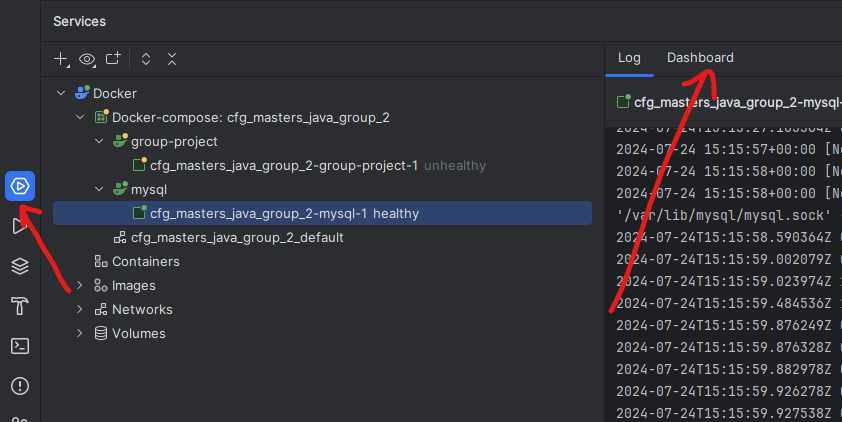 Services
Log Dashboard
Docker
Docker-compose: cfg_masters_java_group_2
group-project
cfg_masters_java_group_2-group-project-1 unhealthy
mysql
cfg_masters_java_group_2-mysql-1 healthy
cfg_masters_java_group_2_default
Containers
Images
Networks
Volumes
cfg_masters_java_group_2-mysql-
2024-07-24 15:15:57+00:00 [No
2024-07-24 15:15:58+00:00 [No
2024-07-24 15:15:58+00:00 [No
'/var/lib/mysql/mysql.sock'
2024-07-24T15:15:58.590364Z
2024-07-24T15:15:59.002079Z
2024-07-24T15:15:59.023974Z
2024-07-24T15:15:59.484536Z
2024-07-24T15:15:59.876249Z
2024-07-24T15:15:59.876328Z
2024-07-24T15:15:59.882978Z
2024-07-24T15:15:59.926278Z
2024-07-24T15:15:59.927538Z